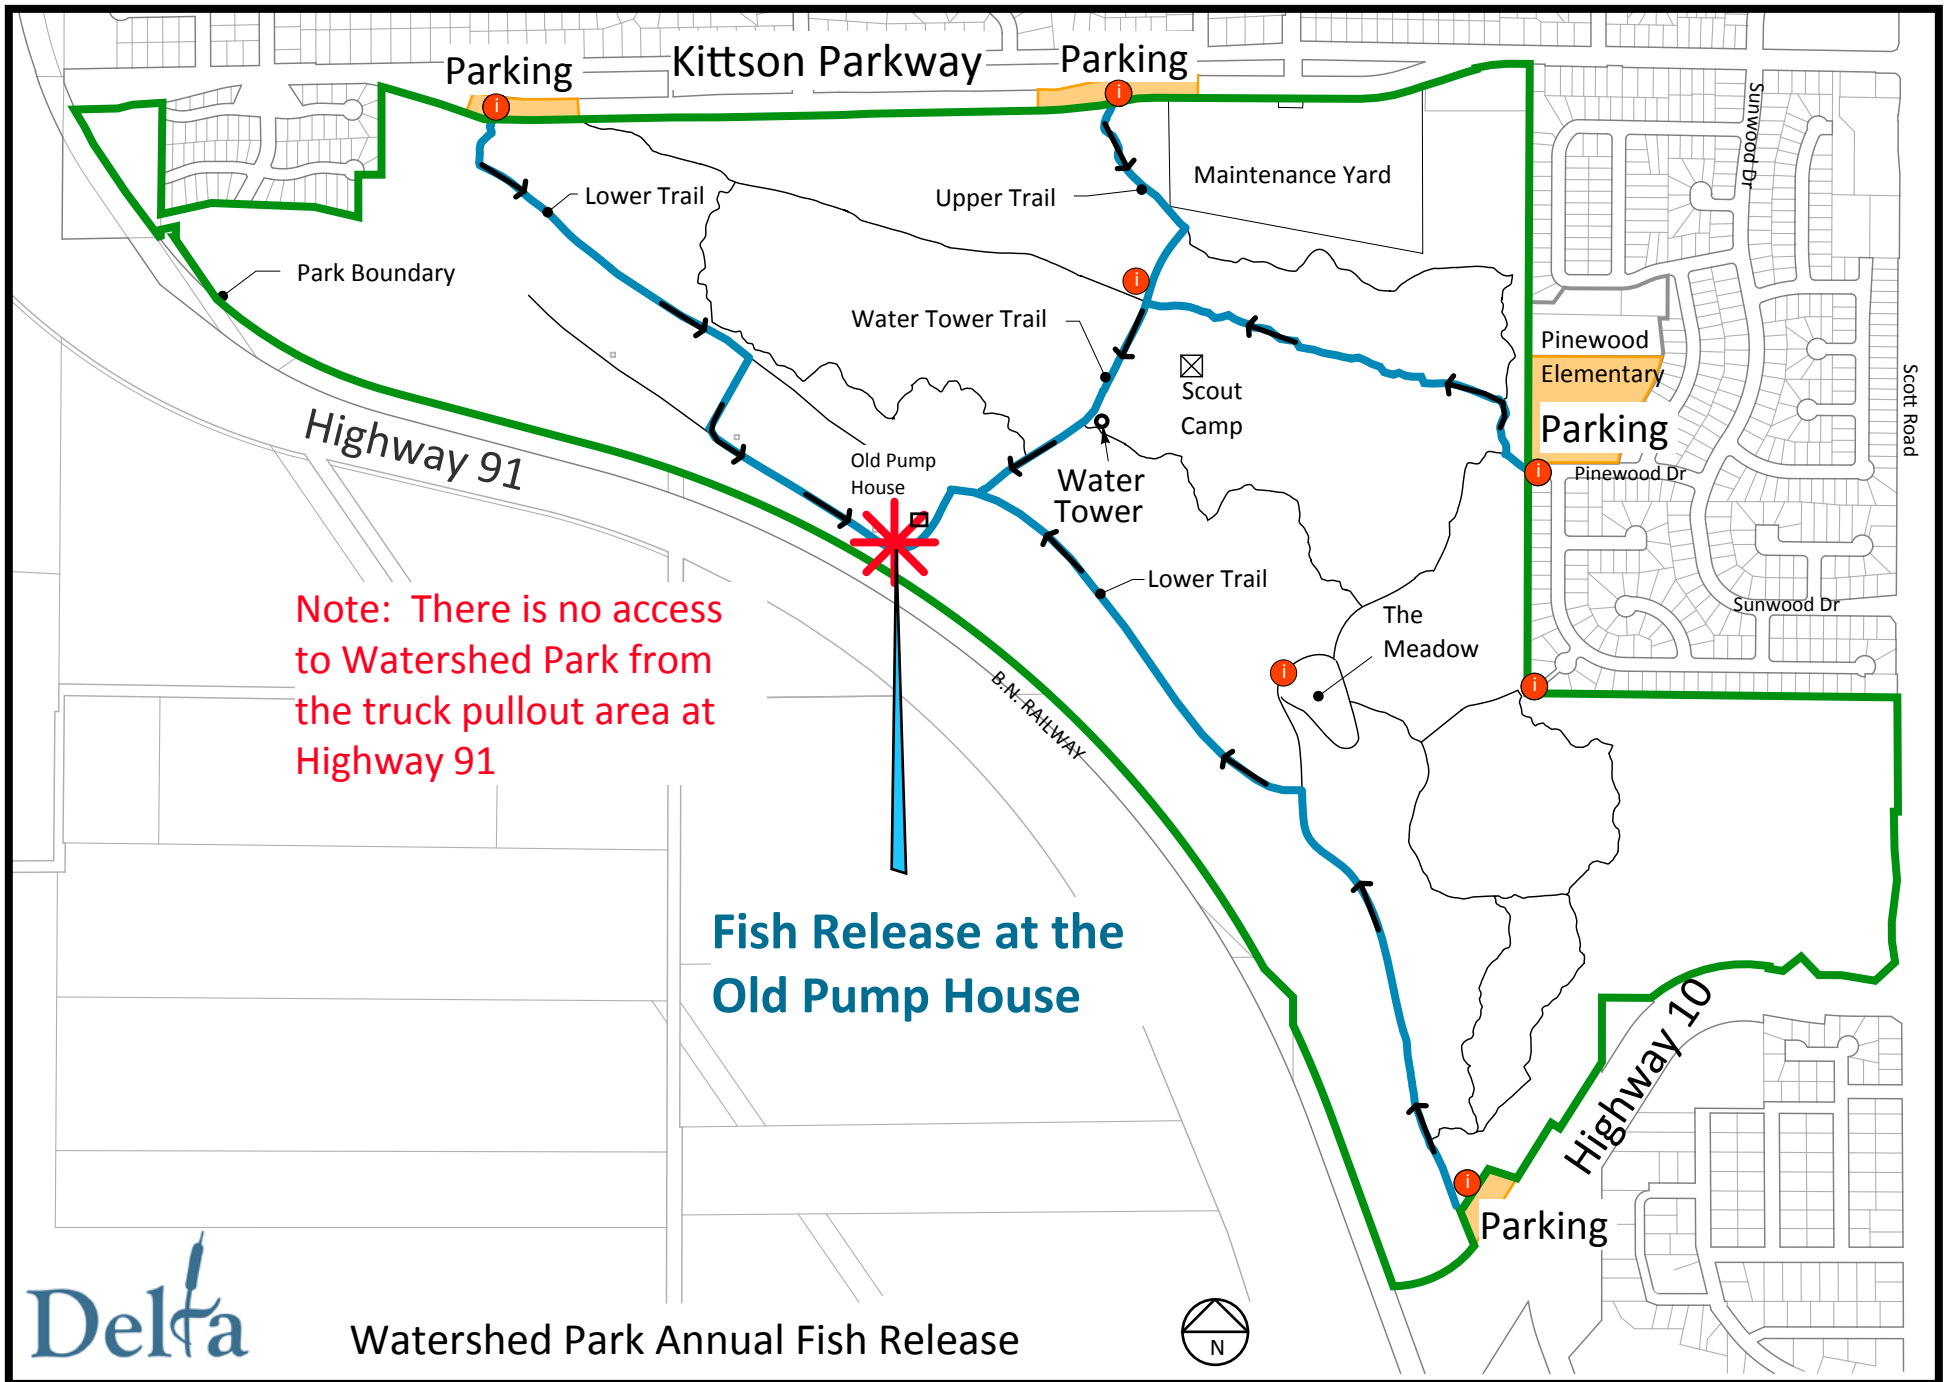 Parking
Kittson Parkway
Parking
Sunwood Dr
Maintenance Yard
Lower Trail
Upper Trail
Park Boundary
Water Tower Trail
Pinewood
Elementary
Parking
Scout
Camp
Scott Road
Highway 91
Old Pump
House
Water
Tower
Pinewood Dr
Lower Trail
Sunwood Dr
The
Meadow
Note: There is no access
to Watershed Park from
the truck pullout area at
Highway 91
B.N. RAILWAY
Fish Release at the
Old Pump House
Highway 10
Parking
Delta
Watershed Park Annual Fish Release
N
i
i
i
i
i
i
i